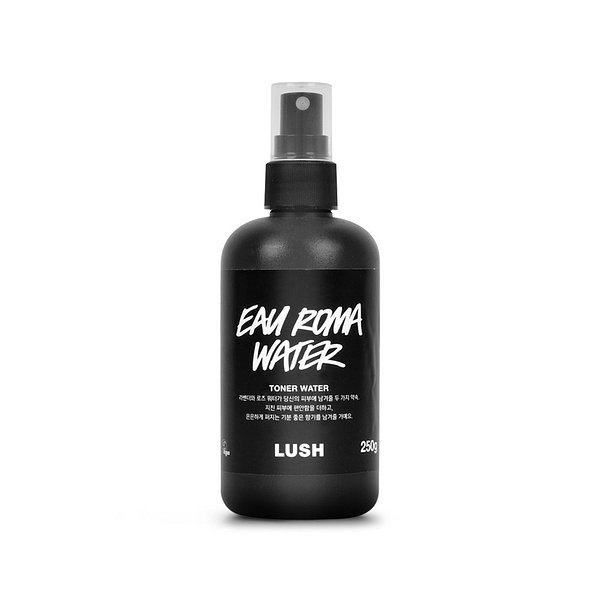 EAU ROMA
WATER
TONER WATER
라벤더와 로즈 워터가 당신의 피부에 남겨줄 두 가지 약속.
지친 피부에 편안함을 더하고,
은은하게 퍼지는 기분 좋은 향기를 남겨줄 거예요.
LUSH
250g